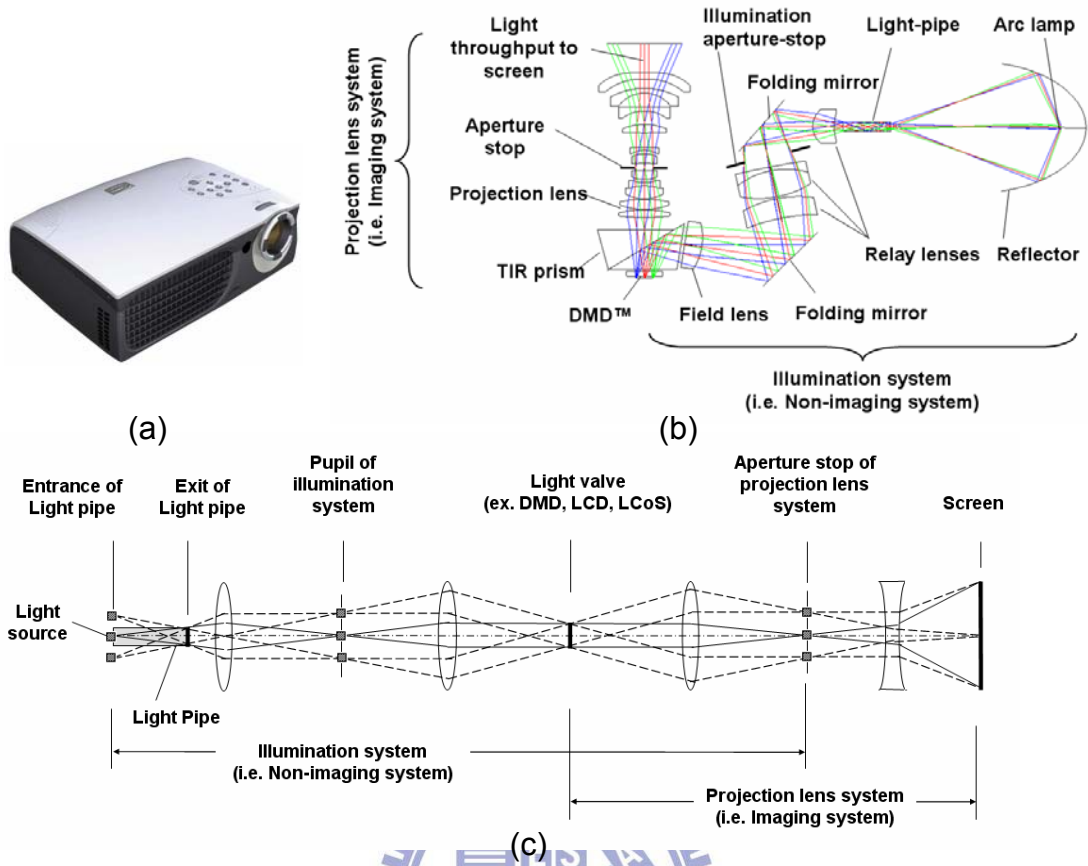 Projection lens system
(i.e. Imaging system)
Light
throughput to
screen
Aperture
stop
Projection lens
TIR prism
DMD™
Field lens
Folding mirror
Illumination
aperture-stop
Folding mirror
Light-pipe
Arc lamp
Relay lenses
Reflector
Illumination system
(i.e. Non-imaging system)
(a)
(b)
Entrance of
Light pipe
Exit of
Light pipe
Pupil of
illumination
system
Light valve
(ex. DMD, LCD, LCoS)
Aperture stop of
projection lens
system
Screen
Light
source
Light Pipe
Illumination system
(i.e. Non-imaging system)
Projection lens system
(i.e. Imaging system)
(c)